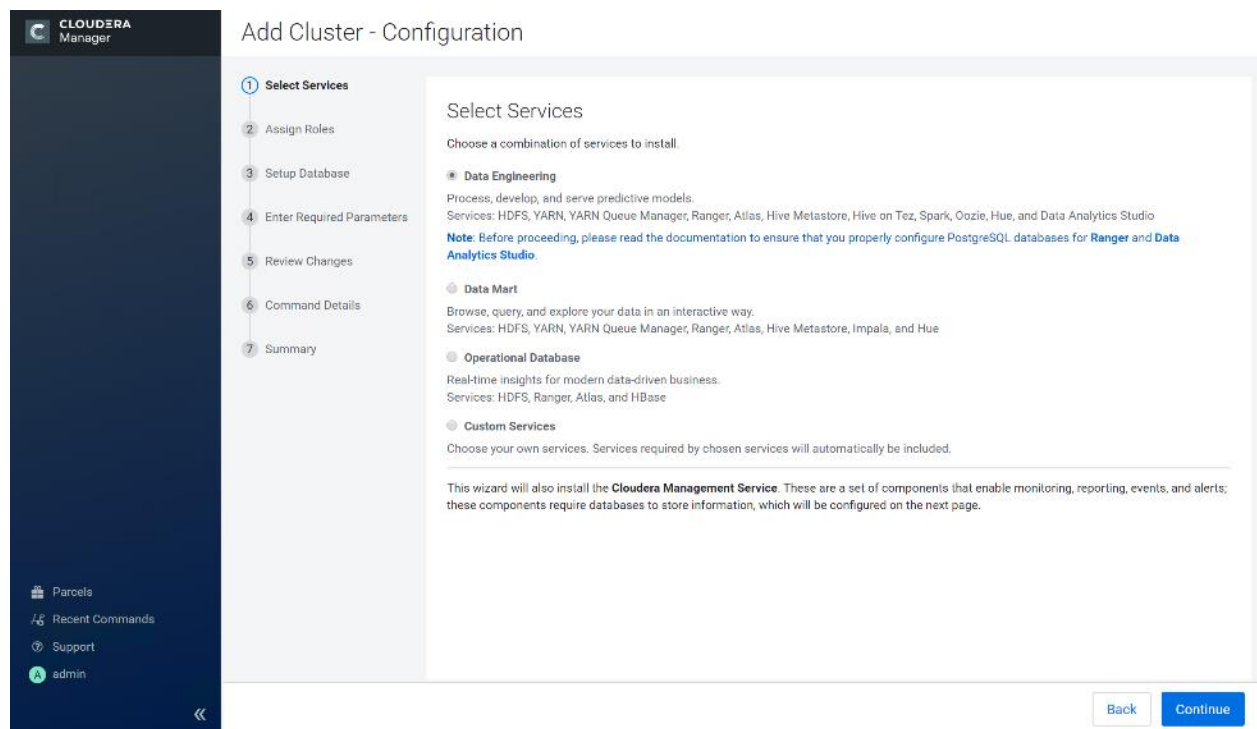 CLOUDERA
Manager
Add Cluster - Configuration
1 Select Services
2 Assign Roles
3 Setup Database
4 Enter Required Parameters
5 Review Changes
6 Command Details
7 Summary
Select Services
Choose a combination of services to install.
Data Engineering
Process, develop, and serve predictive models.
Services: HDFS, YARN, YARN Queue Manager, Ranger, Atlas, Hive Metastore, Hive on Tez, Spark, Oozie, Hue, and Data Analytics Studio
Note: Before proceeding, please read the documentation to ensure that you properly configure PostgreSQL databases for Ranger and Data
Analytics Studio.
Data Mart
Browse, query, and explore your data in an interactive way.
Services: HDFS, YARN, YARN Queue Manager, Ranger, Atlas, Hive Metastore, Impala, and Hue
Operational Database
Real-time insights for modern data-driven business.
Services: HDFS, Ranger, Atlas, and HBase
Custom Services
Choose your own services. Services required by chosen services will automatically be included.
This wizard will also install the Cloudera Management Service. These are a set of components that enable monitoring, reporting, events, and alerts;
these components require databases to store information, which will be configured on the next page.
Parcels
Recent Commands
Support
A admin
Back Continue